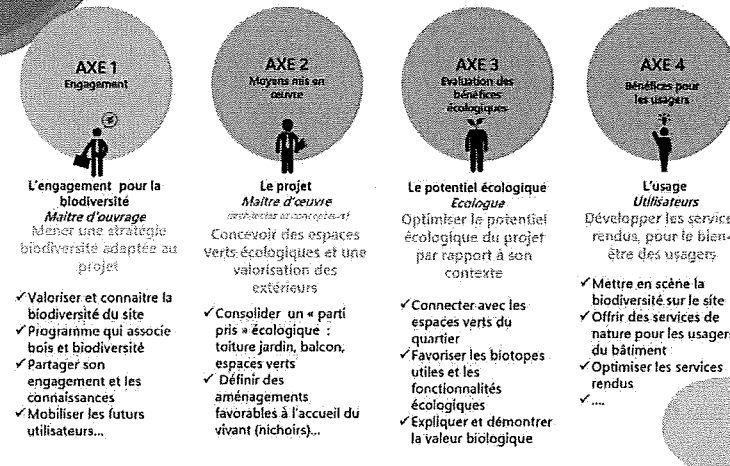 AXE 1
Engagement
L'engagement pour la
biodiversité
Maitre d'ouvrage
Mener une stratégie
biodiversité adaptée au
projet
✓Valoriser et connaitre la
biodiversité du site
✓Programme qui associe
bois et biodiversité
✓Partager son
engagement et les
connaissances
✓Mobiliser les futurs
utilisateurs...
AXE 2
Moyens mis en
œuvre
Le projet
Maitre d'œuvre
(architectes et concepteurs)
Concevoir des espaces
verts écologiques et une
valorisation des
extérieurs
✓Consolider un « parti
pris » écologique :
toiture jardin, balcon,
espaces verts
✓ Définir des
aménagements
favorables à l'accueil du
vivant (nichoirs)...
AXE 3
Evaluation des
bénéfices
écologiques
Le potentiel écologique
Ecologue
Optimiser le potentiel
écologique du projet
par rapport à son
contexte
✓Connecter avec les
espaces verts du
quartier
✓Favoriser les biotopes
utiles et les
fonctionnalités
écologiques
✓Expliquer et démontrer
la valeur biologique
AXE 4
Bénéfices pour
les usagers
L'usage
Utilisateurs
Développer les service
rendus, pour le bien-
être des usagers
✓Mettre en scène la
biodiversité sur le site
✓Offrir des services de
nature pour les usagers
du bâtiment
✓Optimiser les services
rendus
✓....